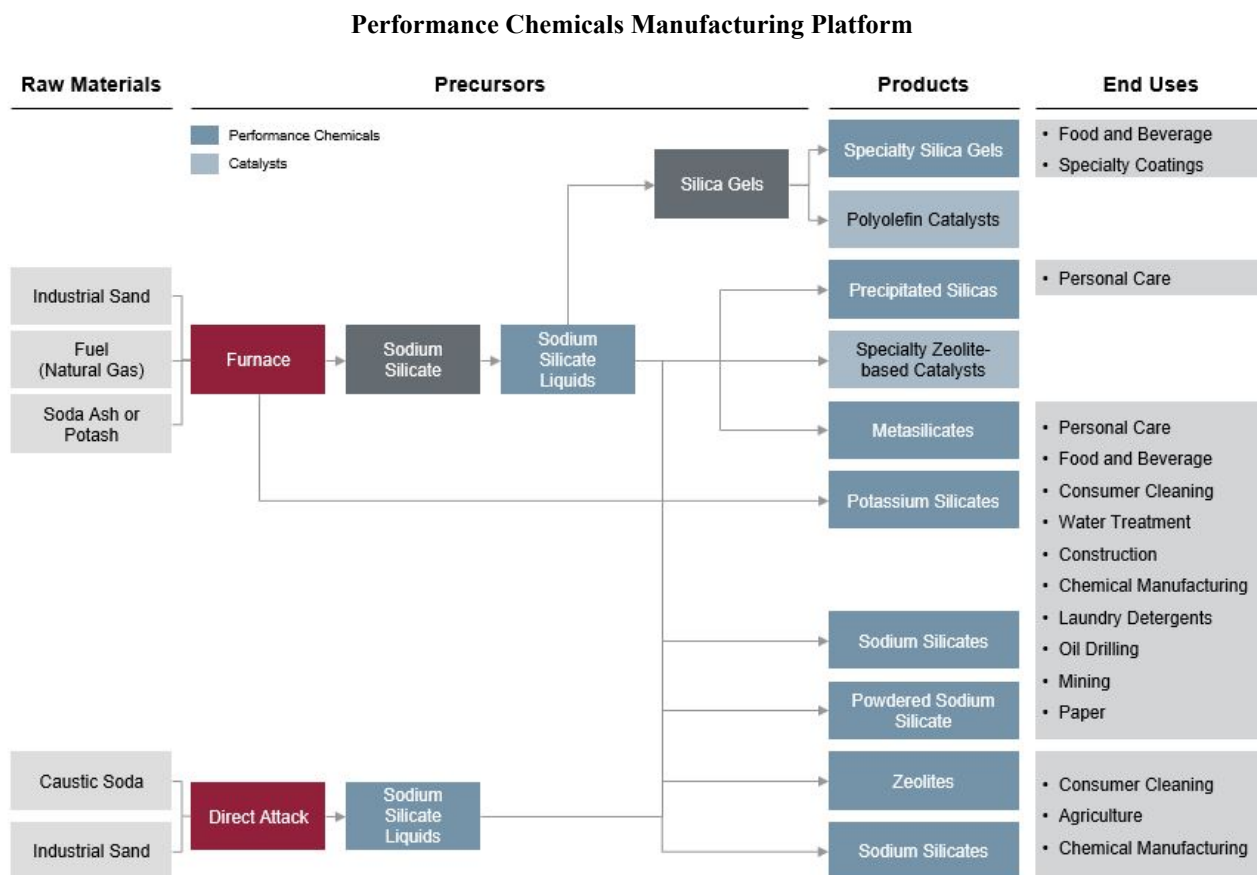 Performance Chemicals Manufacturing Platform
Raw Materials
Precursors
Products
End Uses
Performance Chemicals
Catalysts
Industrial Sand
Fuel
(Natural Gas)
Soda Ash or
Potash
Furnace
Sodium
Silicate
Sodium
Silicate
Liquids
Silica Gels
Specialty Silica Gels
Polyolefin Catalysts
Precipitated Silicas
Specialty Zeolite-
based Catalysts
Metasilicates
Potassium Silicates
Sodium Silicates
Powdered Sodium
Silicate
Zeolites
Sodium Silicates
Caustic Soda
Industrial Sand
Direct Attack
Sodium
Silicate
Liquids
• Food and Beverage
• Specialty Coatings
• Personal Care
• Personal Care
• Food and Beverage
• Consumer Cleaning
• Water Treatment
• Construction
• Chemical Manufacturing
• Laundry Detergents
• Oil Drilling
• Mining
• Paper
• Consumer Cleaning
• Agriculture
• Chemical Manufacturing